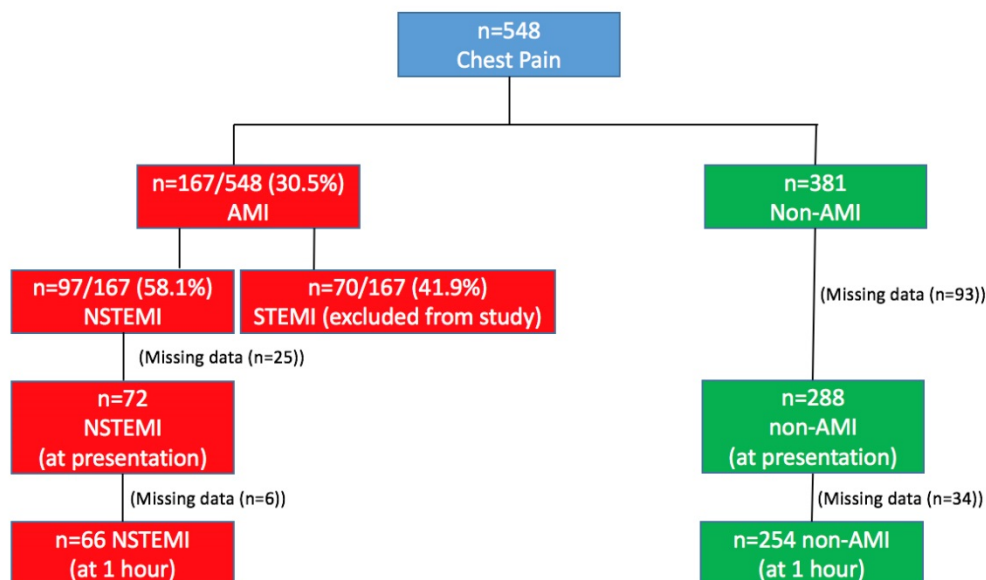 n=548
Chest Pain
n=167/548 (30.5%)
AMI
n=381
Non-AMI
n=97/167 (58.1%)
NSTEMI
n=70/167 (41.9%)
STEMI (excluded from study)
(Missing data (n=93))
(Missing data (n=25))
n=72
NSTEMI
(at presentation)
n=288
non-AMI
(at presentation)
(Missing data (n=6))
(Missing data (n=34))
n=66 NSTEMI
(at 1 hour)
n=254 non-AMI
(at 1 hour)